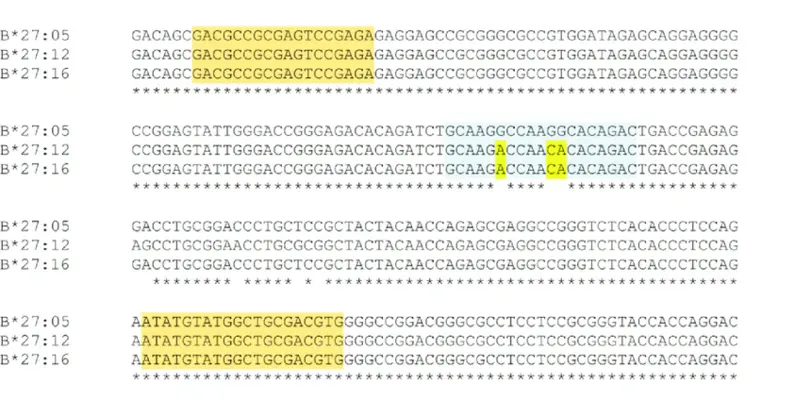 B*27:05 GACAGCGACGCCGCGAGTCCGAGAGAGGAGCCGCGGGCGCCGTGGATAGAGCAGGAGGGG
B*27:12 GACAGCGACGCCGCGAGTCCGAGAGAGGAGCCGCGGGCGCCGTGGATAGAGCAGGAGGGG
B*27:16 GACAGCGACGCCGCGAGTCCGAGAGAGGAGCCGCGGGCGCCGTGGATAGAGCAGGAGGGG
************************************************************
B*27:05 CCGGAGTATTGGGACCGGGAGACACAGATCTGCAAGGCCAAGGCACAGACTGACCGAGAG
B*27:12 CCGGAGTATTGGGACCGGGAGACACAGATCTGCAAGACCAACACACAGACTGACCGAGAG
B*27:16 CCGGAGTATTGGGACCGGGAGACACAGATCTGCAAGACCAACACACAGACTGACCGAGAG
************************************ ****  *****************
B*27:05 GACCTGCGGACCCTGCTCCGCTACTACAACCAGAGCGAGGCCGGGTCTCACACCCTCCAG
B*27:12 AGCCTGCGGAACCTGCGCGGCTACTACAACCAGAGCGAGGCCGGGTCTCACACCCTCCAG
B*27:16 GACCTGCGGACCCTGCTCCGCTACTACAACCAGAGCGAGGCCGGGTCTCACACCCTCCAG
******** ***** * *****************************************
B*27:05 AATATGTATGGCTGCGACGTGGGGCCGGACGGGCGCCTCCTCCGCGGGTACCACCAGGAC
B*27:12 AATATGTATGGCTGCGACGTGGGGCCGGACGGGCGCCTCCTCCGCGGGTACCACCAGGAC
B*27:16 AATATGTATGGCTGCGACGTGGGGCCGGACGGGCGCCTCCTCCGCGGGTACCACCAGGAC
************************************************************